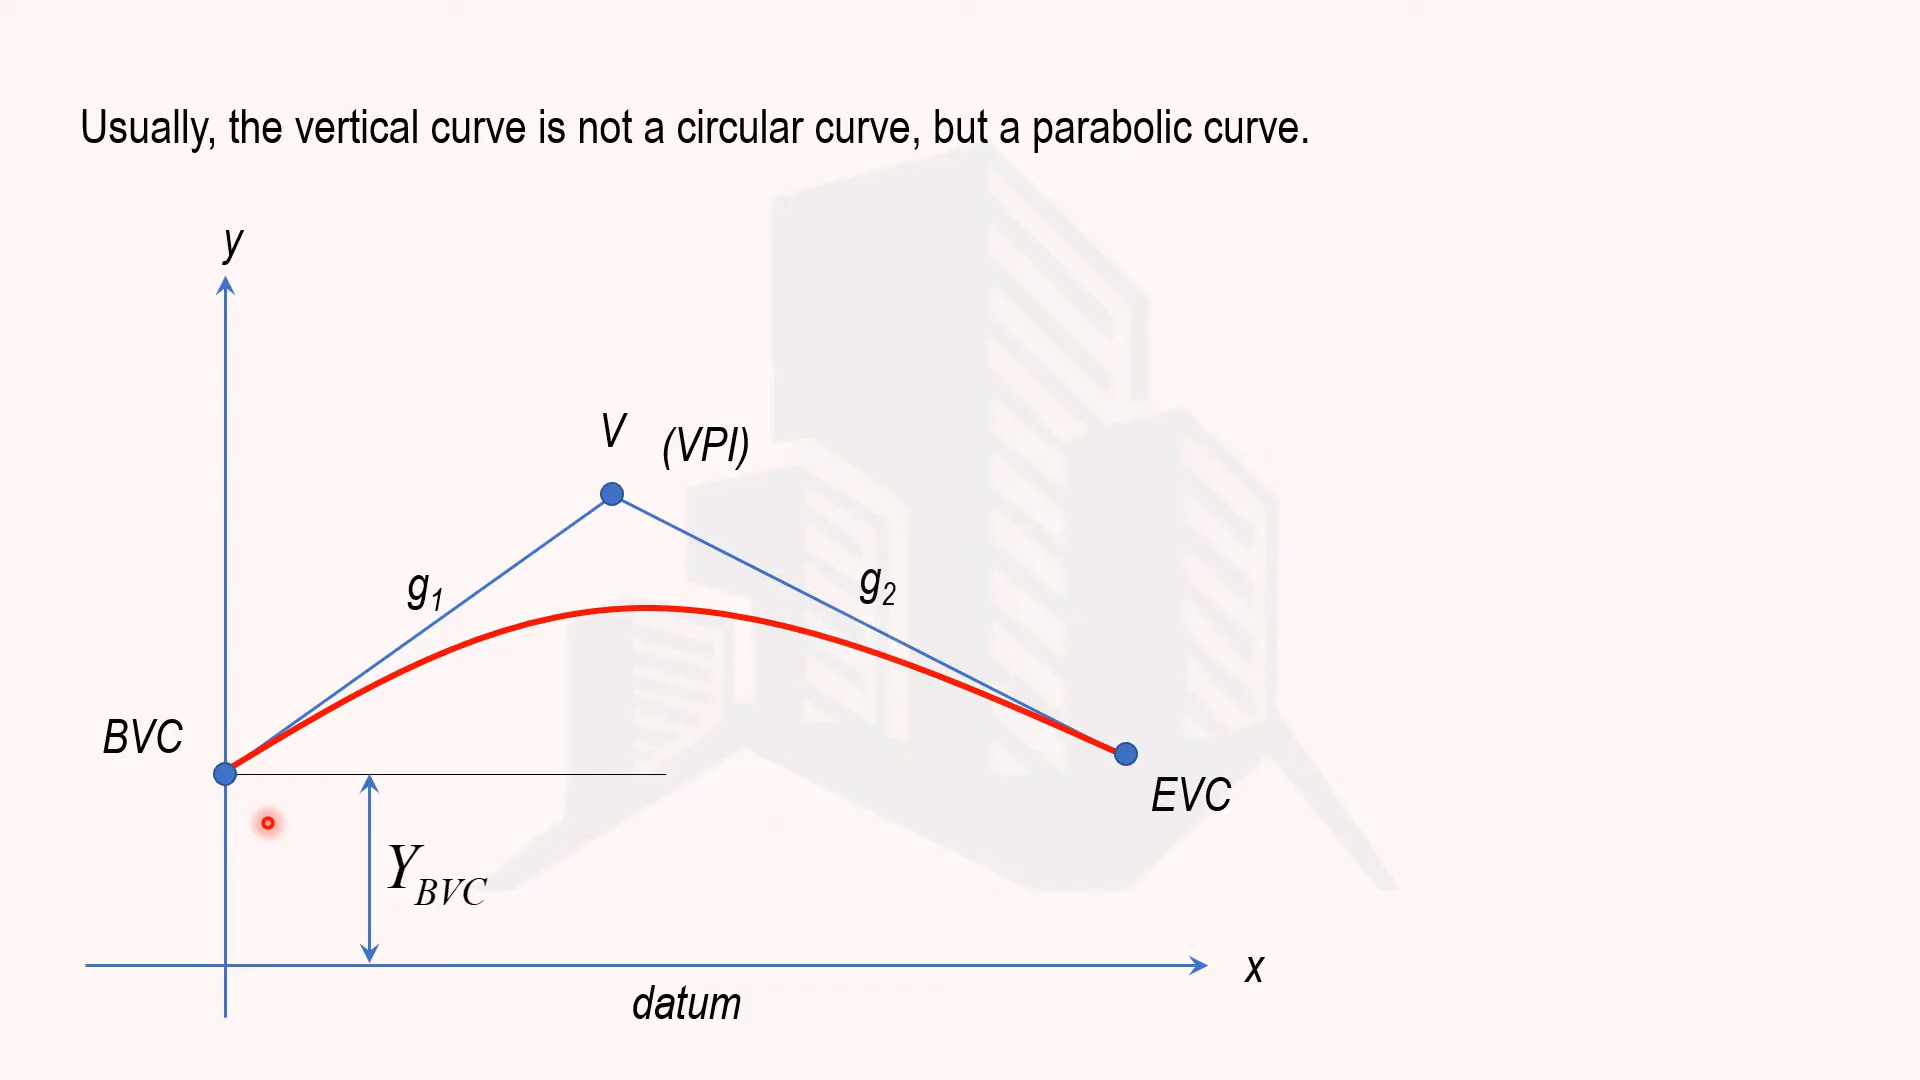 Usually, the vertical curve is not a circular curve, but a parabolic curve.
y
V (VPI)
g1
g2
BVC
EVC
YBVC
x
datum